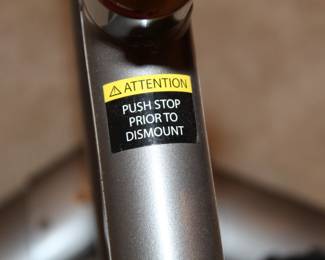 ATTENTION
PUSH STOP
PRIOR TO
DISMOUNT